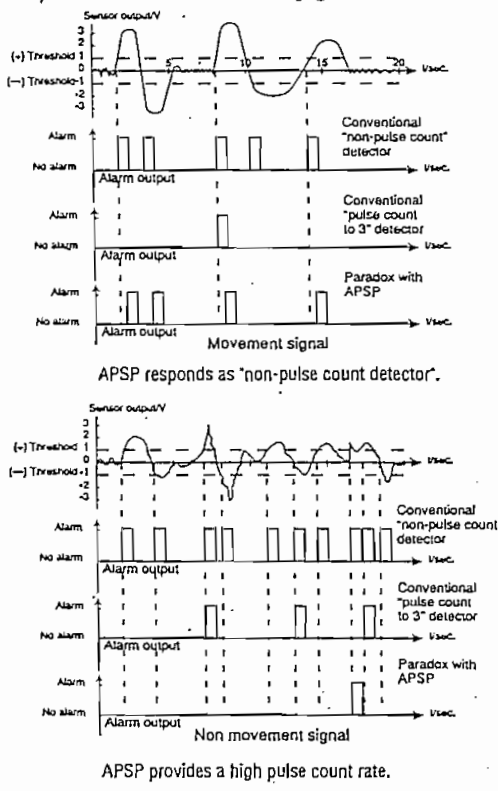 Sensor output/V
3
2
(+) Threshold 1
0
(—) Threshold-1
-2
-3
5
10
15
20
t/sec.
Alarm
No alarm
Alarm output
Conventional
"non-pulse count"
detector
t/sec.
Alarm
No alarm
Alarm output
Conventional
"pulse count
to 3" detector
t/sec.
Alarm
No alarm
Alarm output
Paradox with
APSP
t/sec.
Movement signal
APSP responds as "non-pulse count detector".
Sensor output/V
3
2
(+) Threshold 1
0
(—) Threshold -1
-2
-3
t/sec.
Alarm
No alarm
Alarm output
Conventional
"non-pulse count
detector
t/sec.
Alarm
No alarm
Alarm output
Conventional
"pulse count
to 3" detector
t/sec.
Alarm
No alarm
Alarm output
Paradox with
APSP
t/sec.
Non movement signal
APSP provides a high pulse count rate.